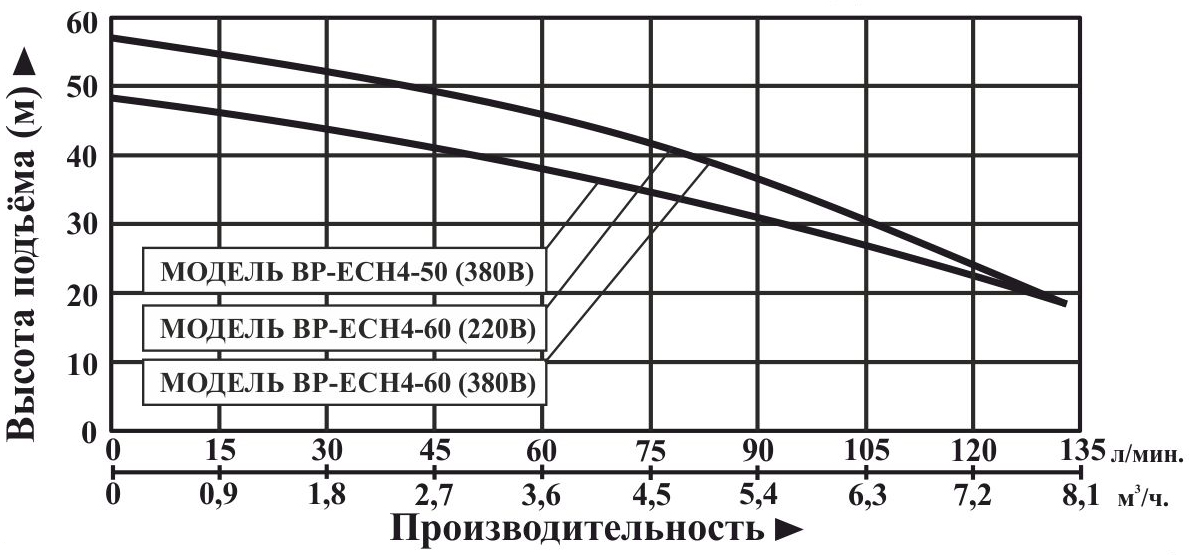 Высота подъёма (м)
60
50
40
30
20
10
0
МОДЕЛЬ BP-ECH4-50 (380В)
МОДЕЛЬ BP-ECH4-60 (220В)
МОДЕЛЬ BP-ECH4-60 (380В)
0 15 30 45 60 75 90 105 120 135 л/мин.
0 0,9 1,8 2,7 3,6 4,5 5,4 6,3 7,2 8,1 м³/ч.
Производительность